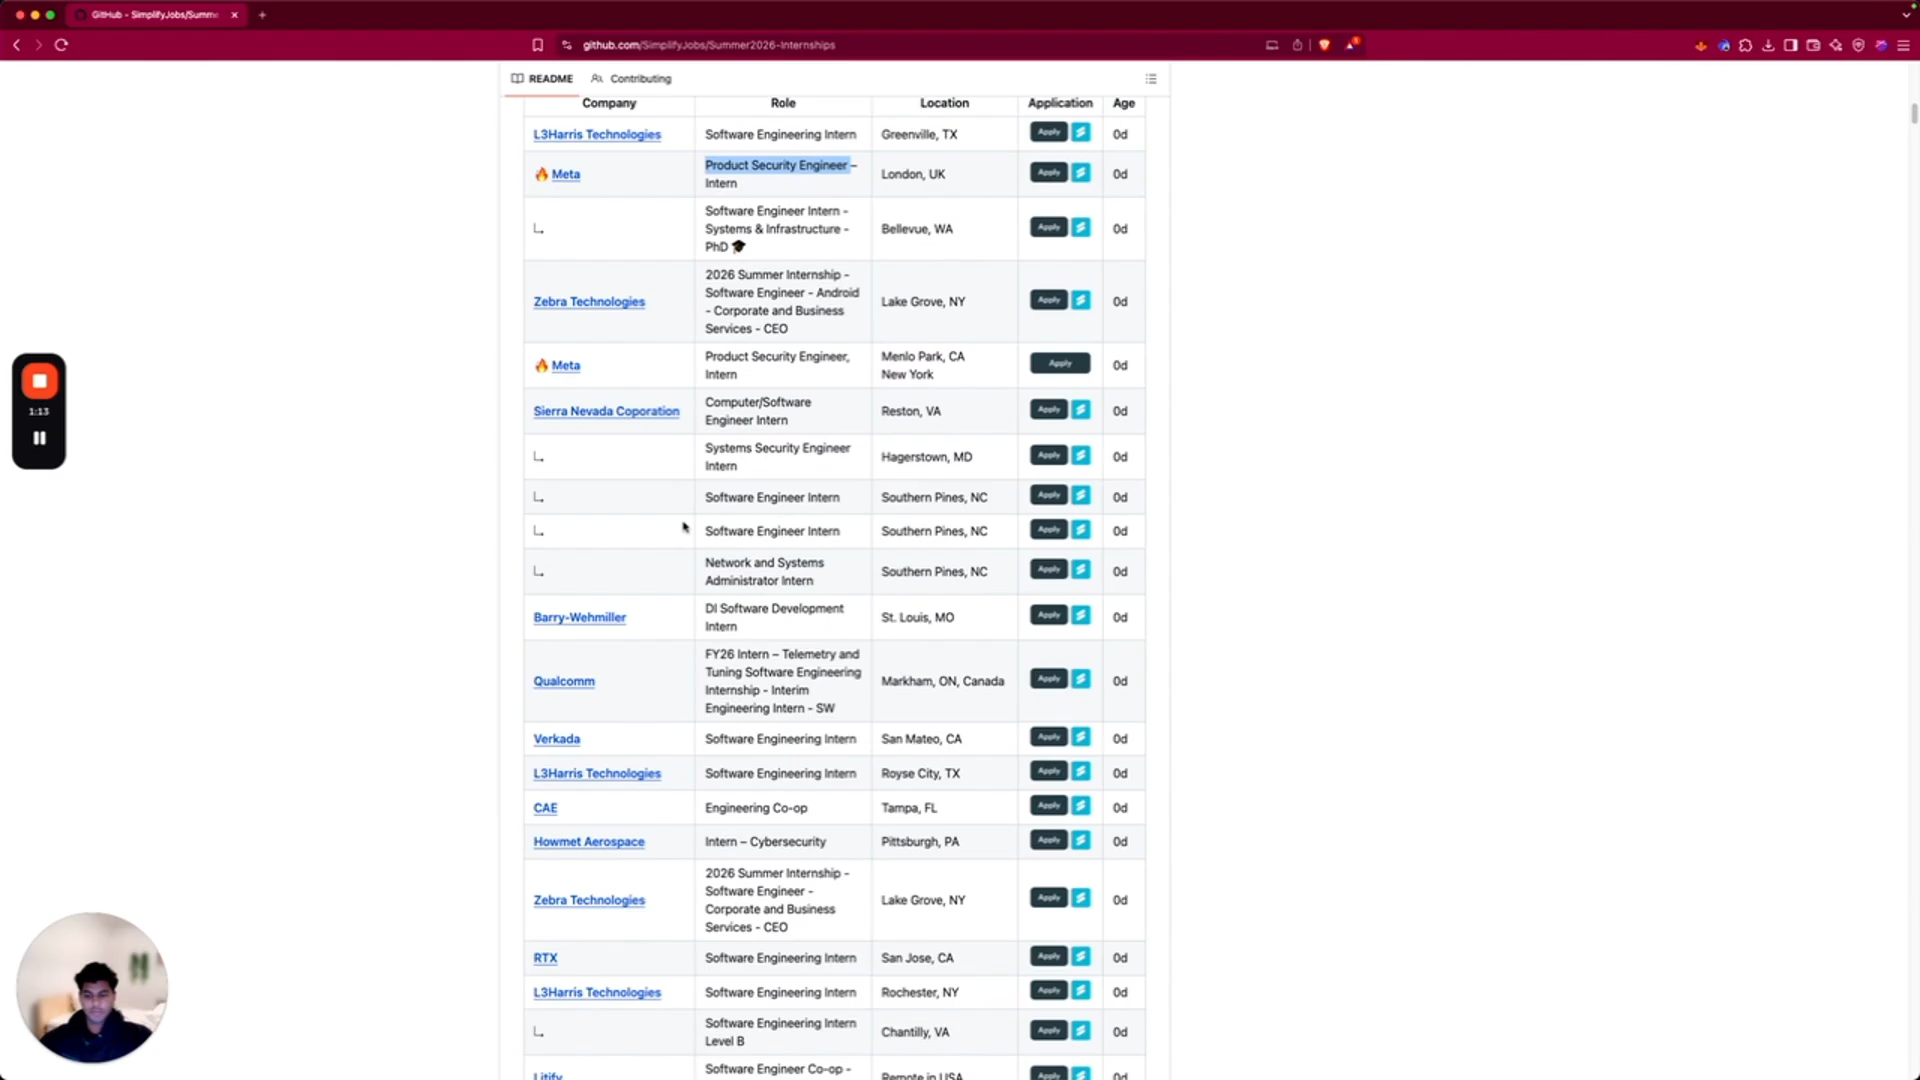 GitHub - SimplifyJobs/Summe
github.com/SimplifyJobs/Summer2026-Internships
README Contributing
Company Role Location Application Age
L3Harris Technologies Software Engineering Intern Greenville, TX Apply 0d
🔥 Meta Product Security Engineer –
Intern London, UK Apply 0d
↳ Software Engineer Intern -
Systems & Infrastructure -
PhD 🎓 Bellevue, WA Apply 0d
Zebra Technologies 2026 Summer Internship -
Software Engineer - Android
- Corporate and Business
Services - CEO Lake Grove, NY Apply 0d
🔥 Meta Product Security Engineer,
Intern Menlo Park, CA
New York Apply 0d
Sierra Nevada Coporation Computer/Software
Engineer Intern Reston, VA Apply 0d
↳ Systems Security Engineer
Intern Hagerstown, MD Apply 0d
↳ Software Engineer Intern Southern Pines, NC Apply 0d
↳ Software Engineer Intern Southern Pines, NC Apply 0d
↳ Network and Systems
Administrator Intern Southern Pines, NC Apply 0d
Barry-Wehmiller DI Software Development
Intern St. Louis, MO Apply 0d
Qualcomm FY26 Intern – Telemetry and
Tuning Software Engineering
Internship - Interim
Engineering Intern - SW Markham, ON, Canada Apply 0d
Verkada Software Engineering Intern San Mateo, CA Apply 0d
L3Harris Technologies Software Engineering Intern Royse City, TX Apply 0d
CAE Engineering Co-op Tampa, FL Apply 0d
Howmet Aerospace Intern – Cybersecurity Pittsburgh, PA Apply 0d
Zebra Technologies 2026 Summer Internship -
Software Engineer -
Corporate and Business
Services - CEO Lake Grove, NY Apply 0d
RTX Software Engineering Intern San Jose, CA Apply 0d
L3Harris Technologies Software Engineering Intern Rochester, NY Apply 0d
↳ Software Engineering Intern
Level B Chantilly, VA Apply 0d
Litify Software Engineer Co-op - Remote in USA Apply 0d
1:13